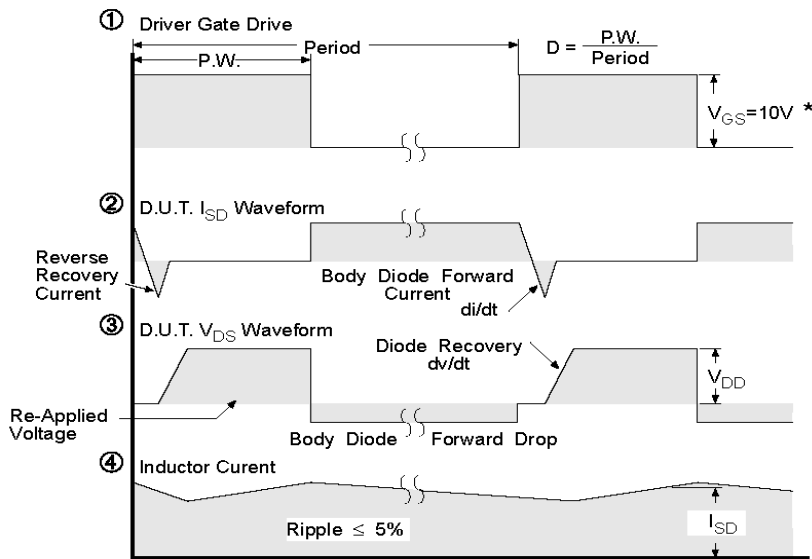 ① Driver Gate Drive
P.W.
Period
D = P.W.
Period
V_GS=10V *
② D.U.T. I_SD Waveform
Reverse
Recovery
Current
Body Diode Forward
Current
di/dt
③ D.U.T. V_DS Waveform
Diode Recovery
dv/dt
V_DD
Re-Applied
Voltage
Body Diode Forward Drop
④ Inductor Curent
Ripple ≤ 5%
I_SD